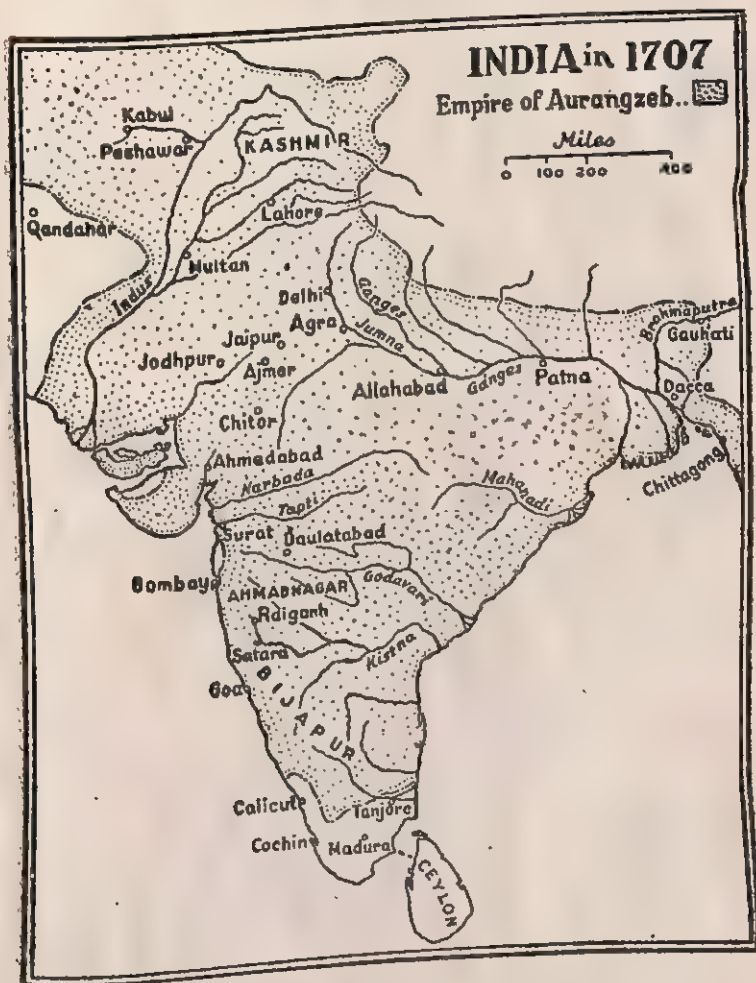 INDIA in 1707
Empire of Aurangzeb..
Miles
0 100 200 400
Kabul
Peshawar
KASHMIR
Qandahar
Lahore
Multan
Indus
Delhi
Ganges
Agra
Jumna
Jaipur
Jodhpur
Ajmer
Allahabad
Ganges
Patna
Brahmaputra
Gauhati
Dacca
Chitor
Chittagong
Ahmedabad
Narbada
Mahanadi
Tapti
Surat
Daulatabad
Bombay
AHMADNAGAR
Godavari
Raigarh
Satara
Kistna
Goa
BIJAPUR
Calicut
Tanjore
Cochin
Madura
CEYLON